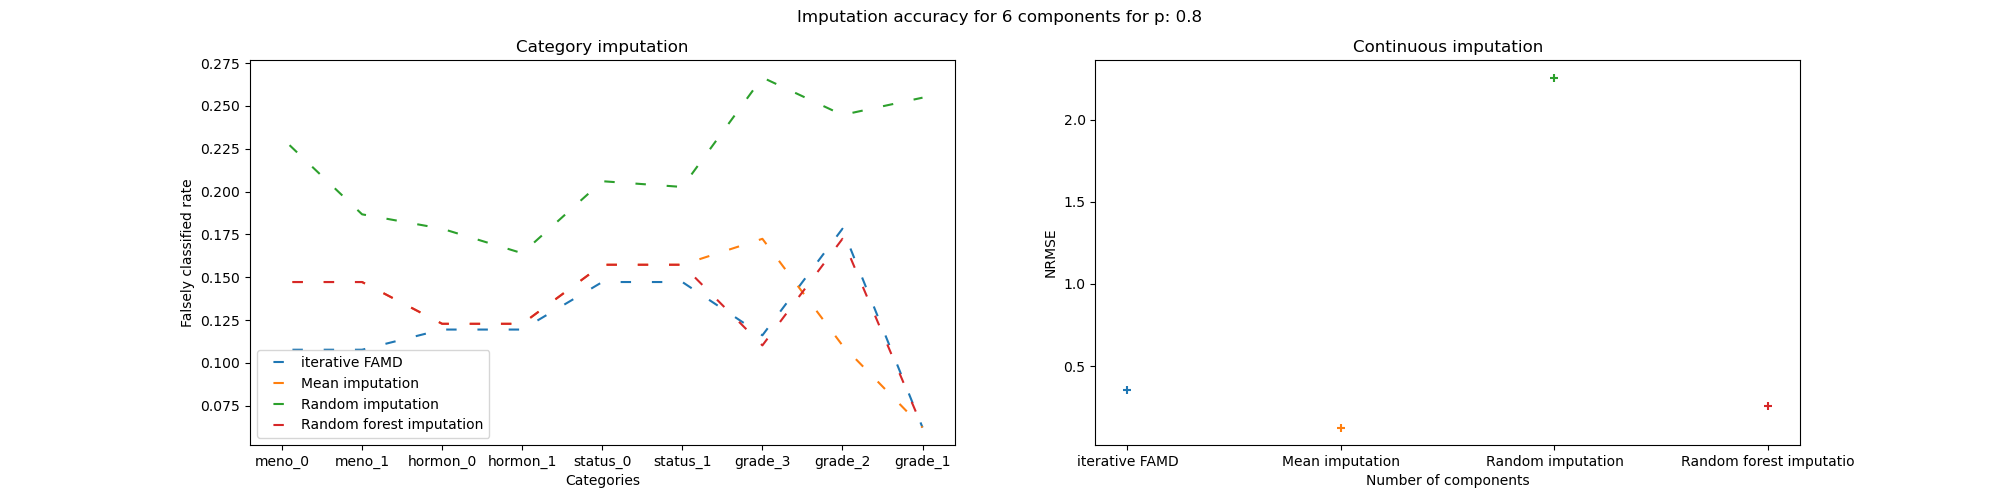 Imputation accuracy for 6 components for p: 0.8
Category imputation
0.275
0.250
0.225
0.200
0.175
0.150
0.125
0.100
0.075
Falsely classified rate
iterative FAMD
Mean imputation
Random imputation
Random forest imputation
meno_0 meno_1 hormon_0 hormon_1 status_0 status_1 grade_3 grade_2 grade_1
Categories
Continuous imputation
2.0
1.5
1.0
0.5
NRMSE
iterative FAMD Mean imputation Random imputation Random forest imputatio
Number of components